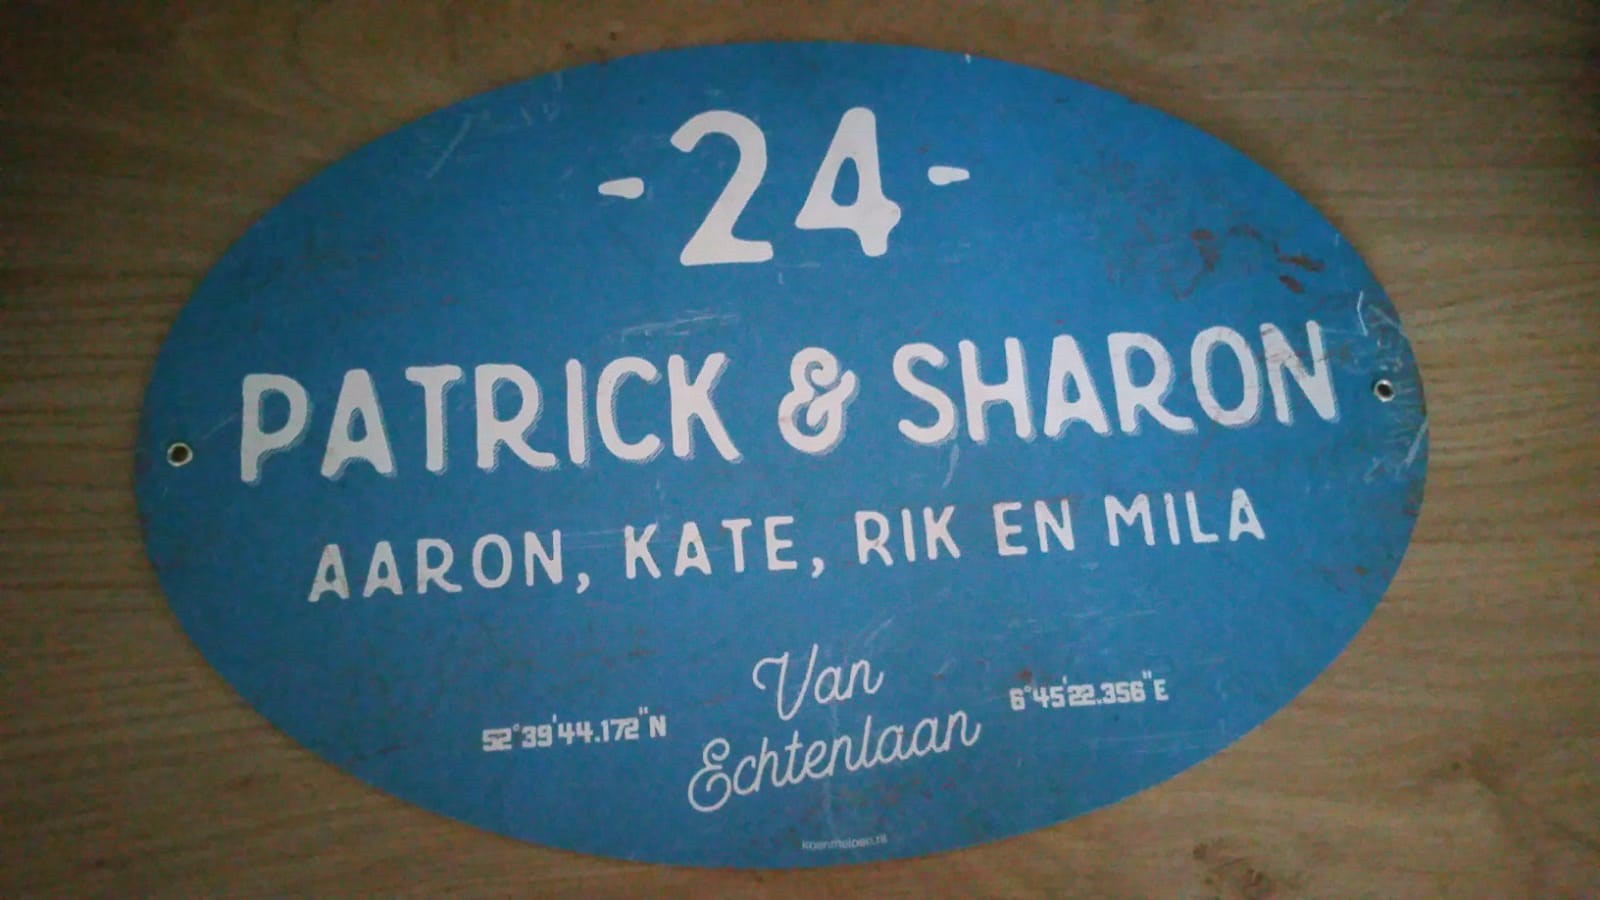 -24-
PATRICK & SHARON
AARON, KATE, RIK EN MILA
Van
Echtenlaan
52°39'44.172"N
6°45'22.356"E